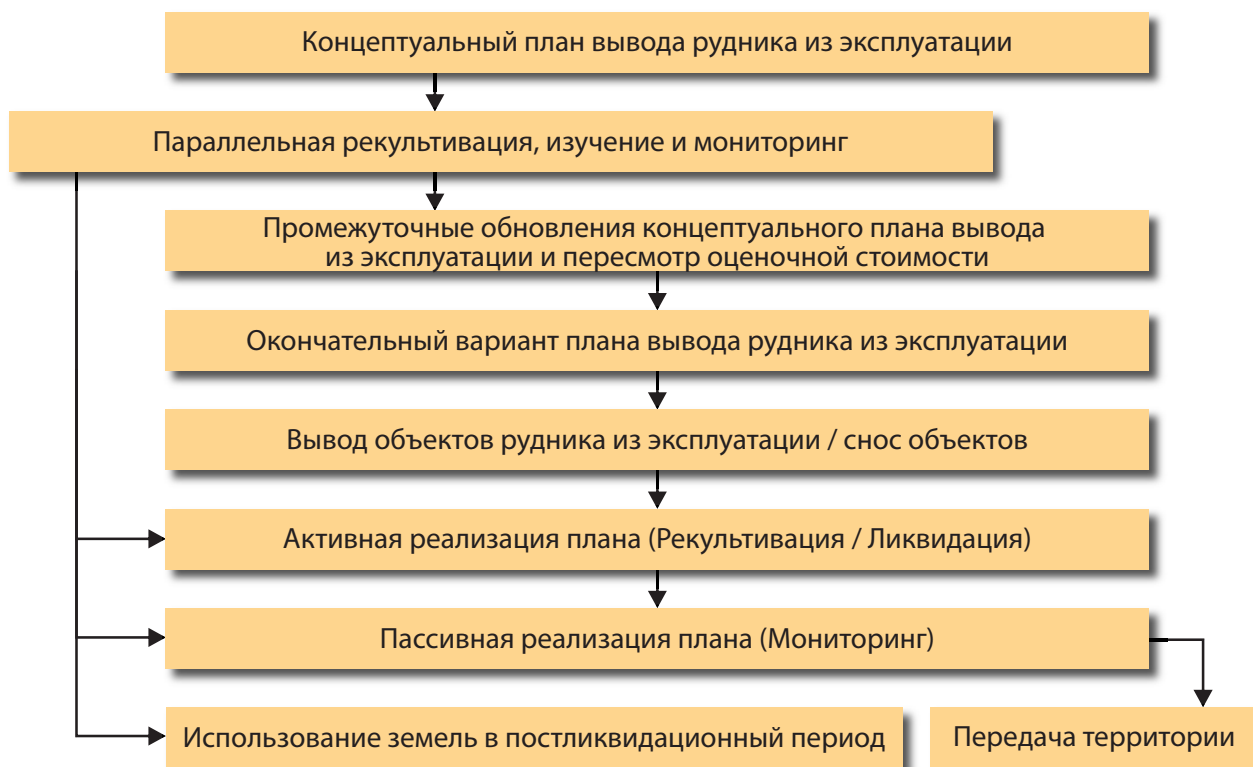 Концептуальный план вывода рудника из эксплуатации
Параллельная рекультивация, изучение и мониторинг
Промежуточные обновления концептуального плана вывода
из эксплуатации и пересмотр оценочной стоимости
Окончательный вариант плана вывода рудника из эксплуатации
Вывод объектов рудника из эксплуатации / снос объектов
Активная реализация плана (Рекультивация / Ликвидация)
Пассивная реализация плана (Мониторинг)
Использование земель в постликвидационный период
Передача территории